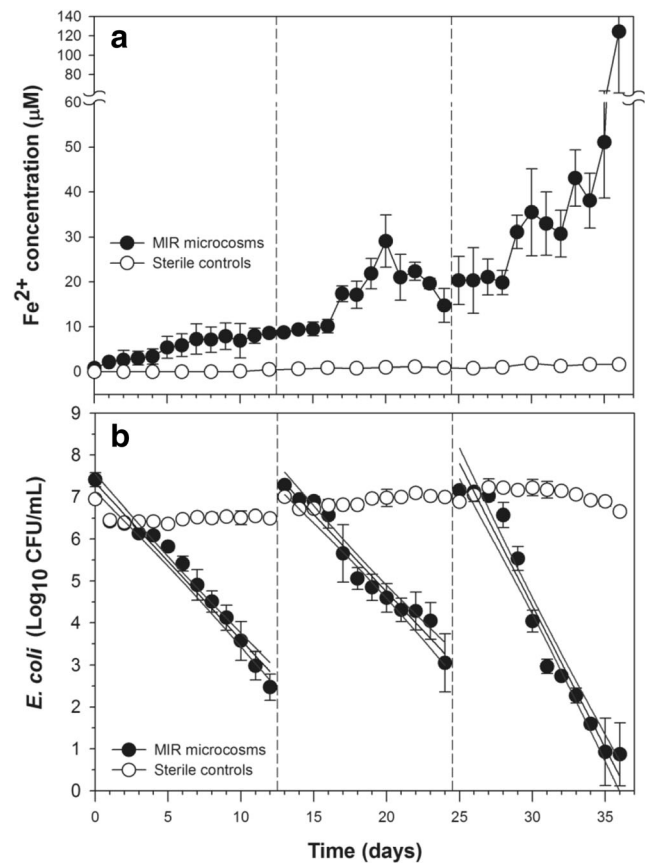 a
Fe2+ concentration (μM)
140
120
100
80
60
50
40
30
20
10
0
MIR microcosms
Sterile controls
b
E. coli (Log10 CFU/mL)
9
8
7
6
5
4
3
2
1
0
MIR microcosms
Sterile controls
0 5 10 15 20 25 30 35
Time (days)